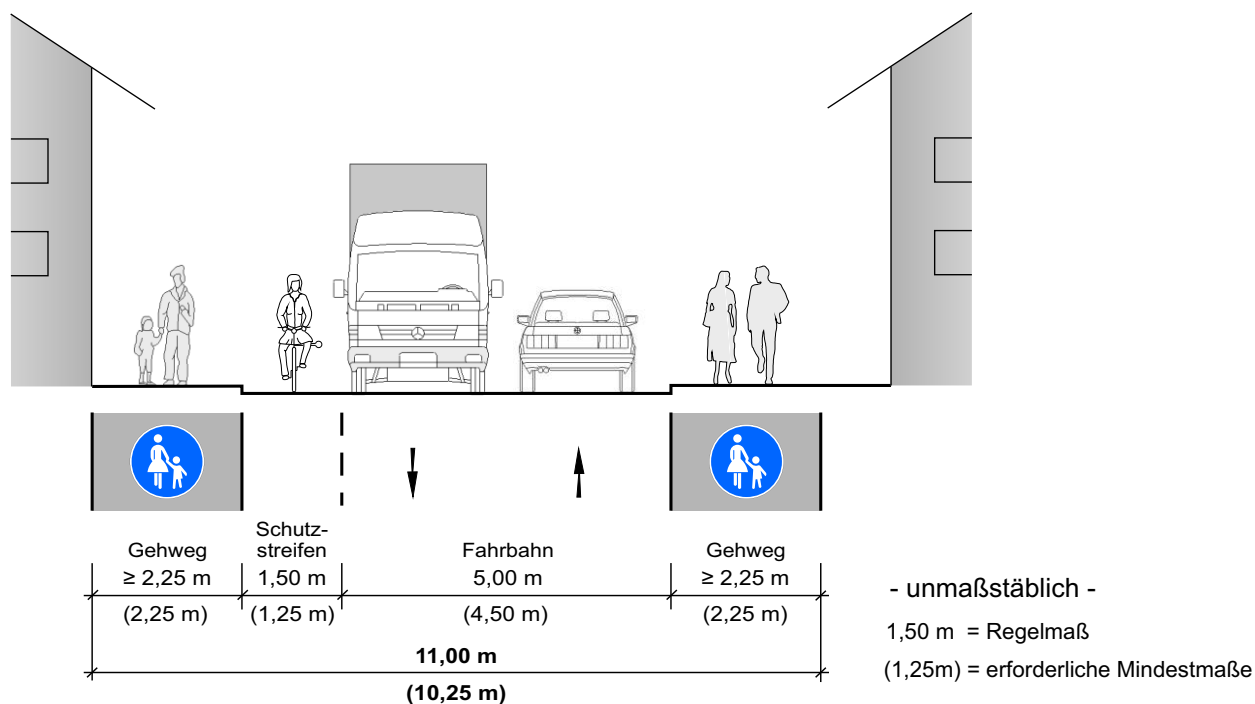 Gehweg
≥ 2,25 m
(2,25 m)
Schutz-
streifen
1,50 m
(1,25 m)
Fahrbahn
5,00 m
(4,50 m)
Gehweg
≥ 2,25 m
(2,25 m)
11,00 m
(10,25 m)
- unmaßstäblich -
1,50 m = Regelmaß
(1,25m) = erforderliche Mindestmaße